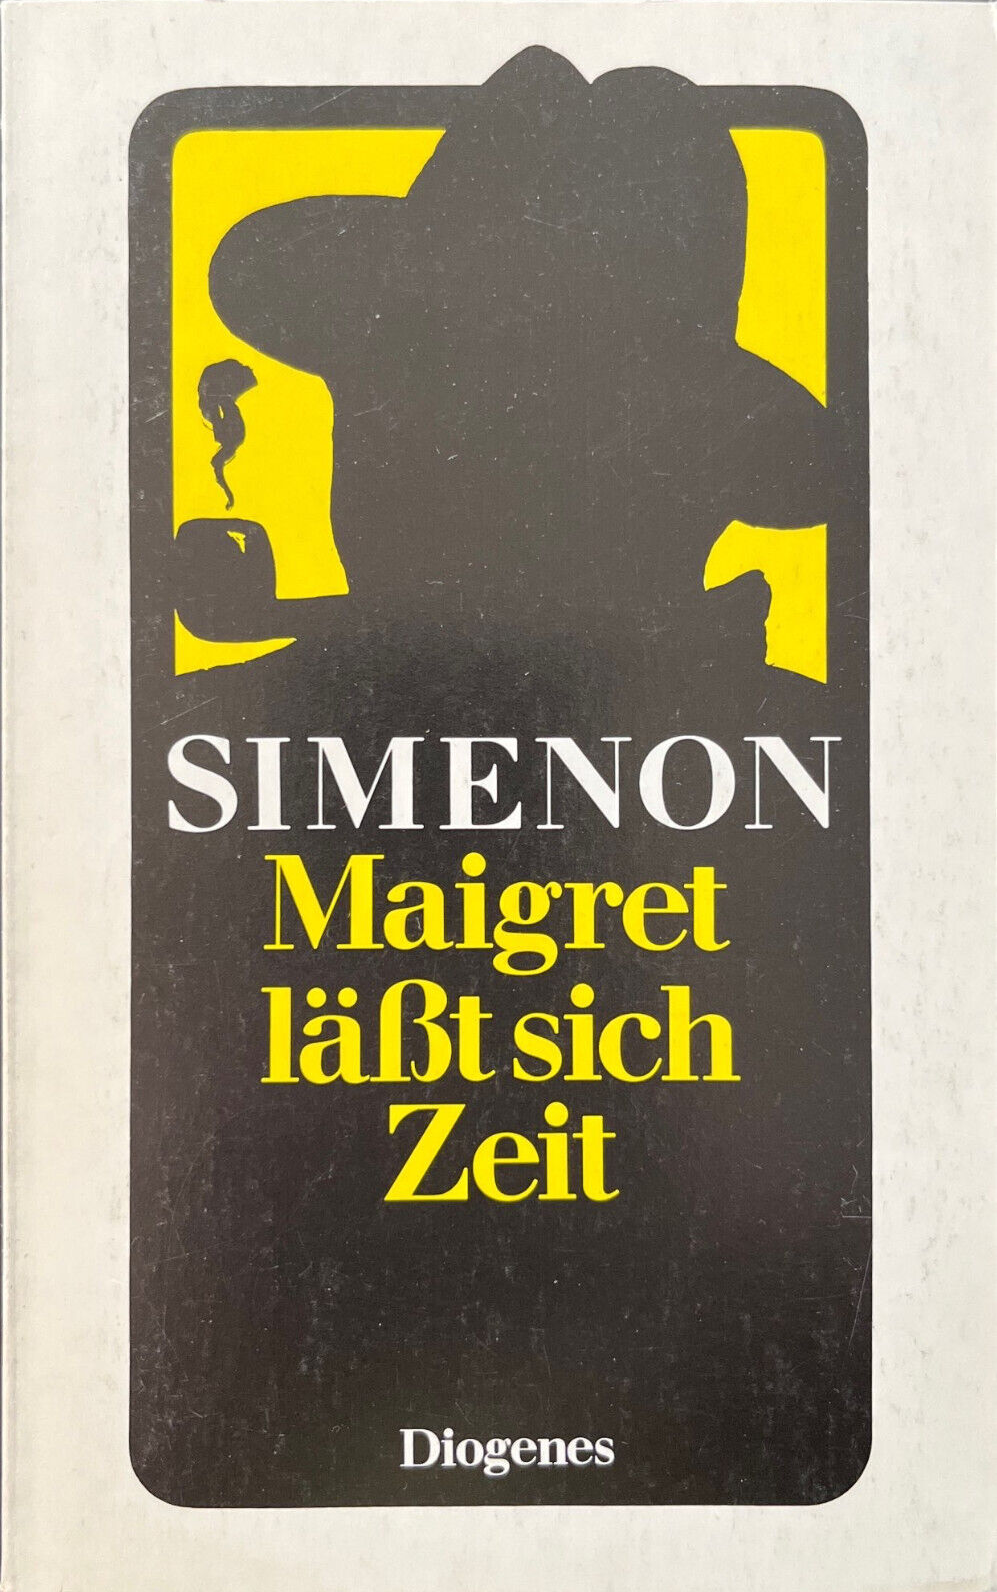 SIMENON
Maigret
läßt sich
Zeit
Diogenes